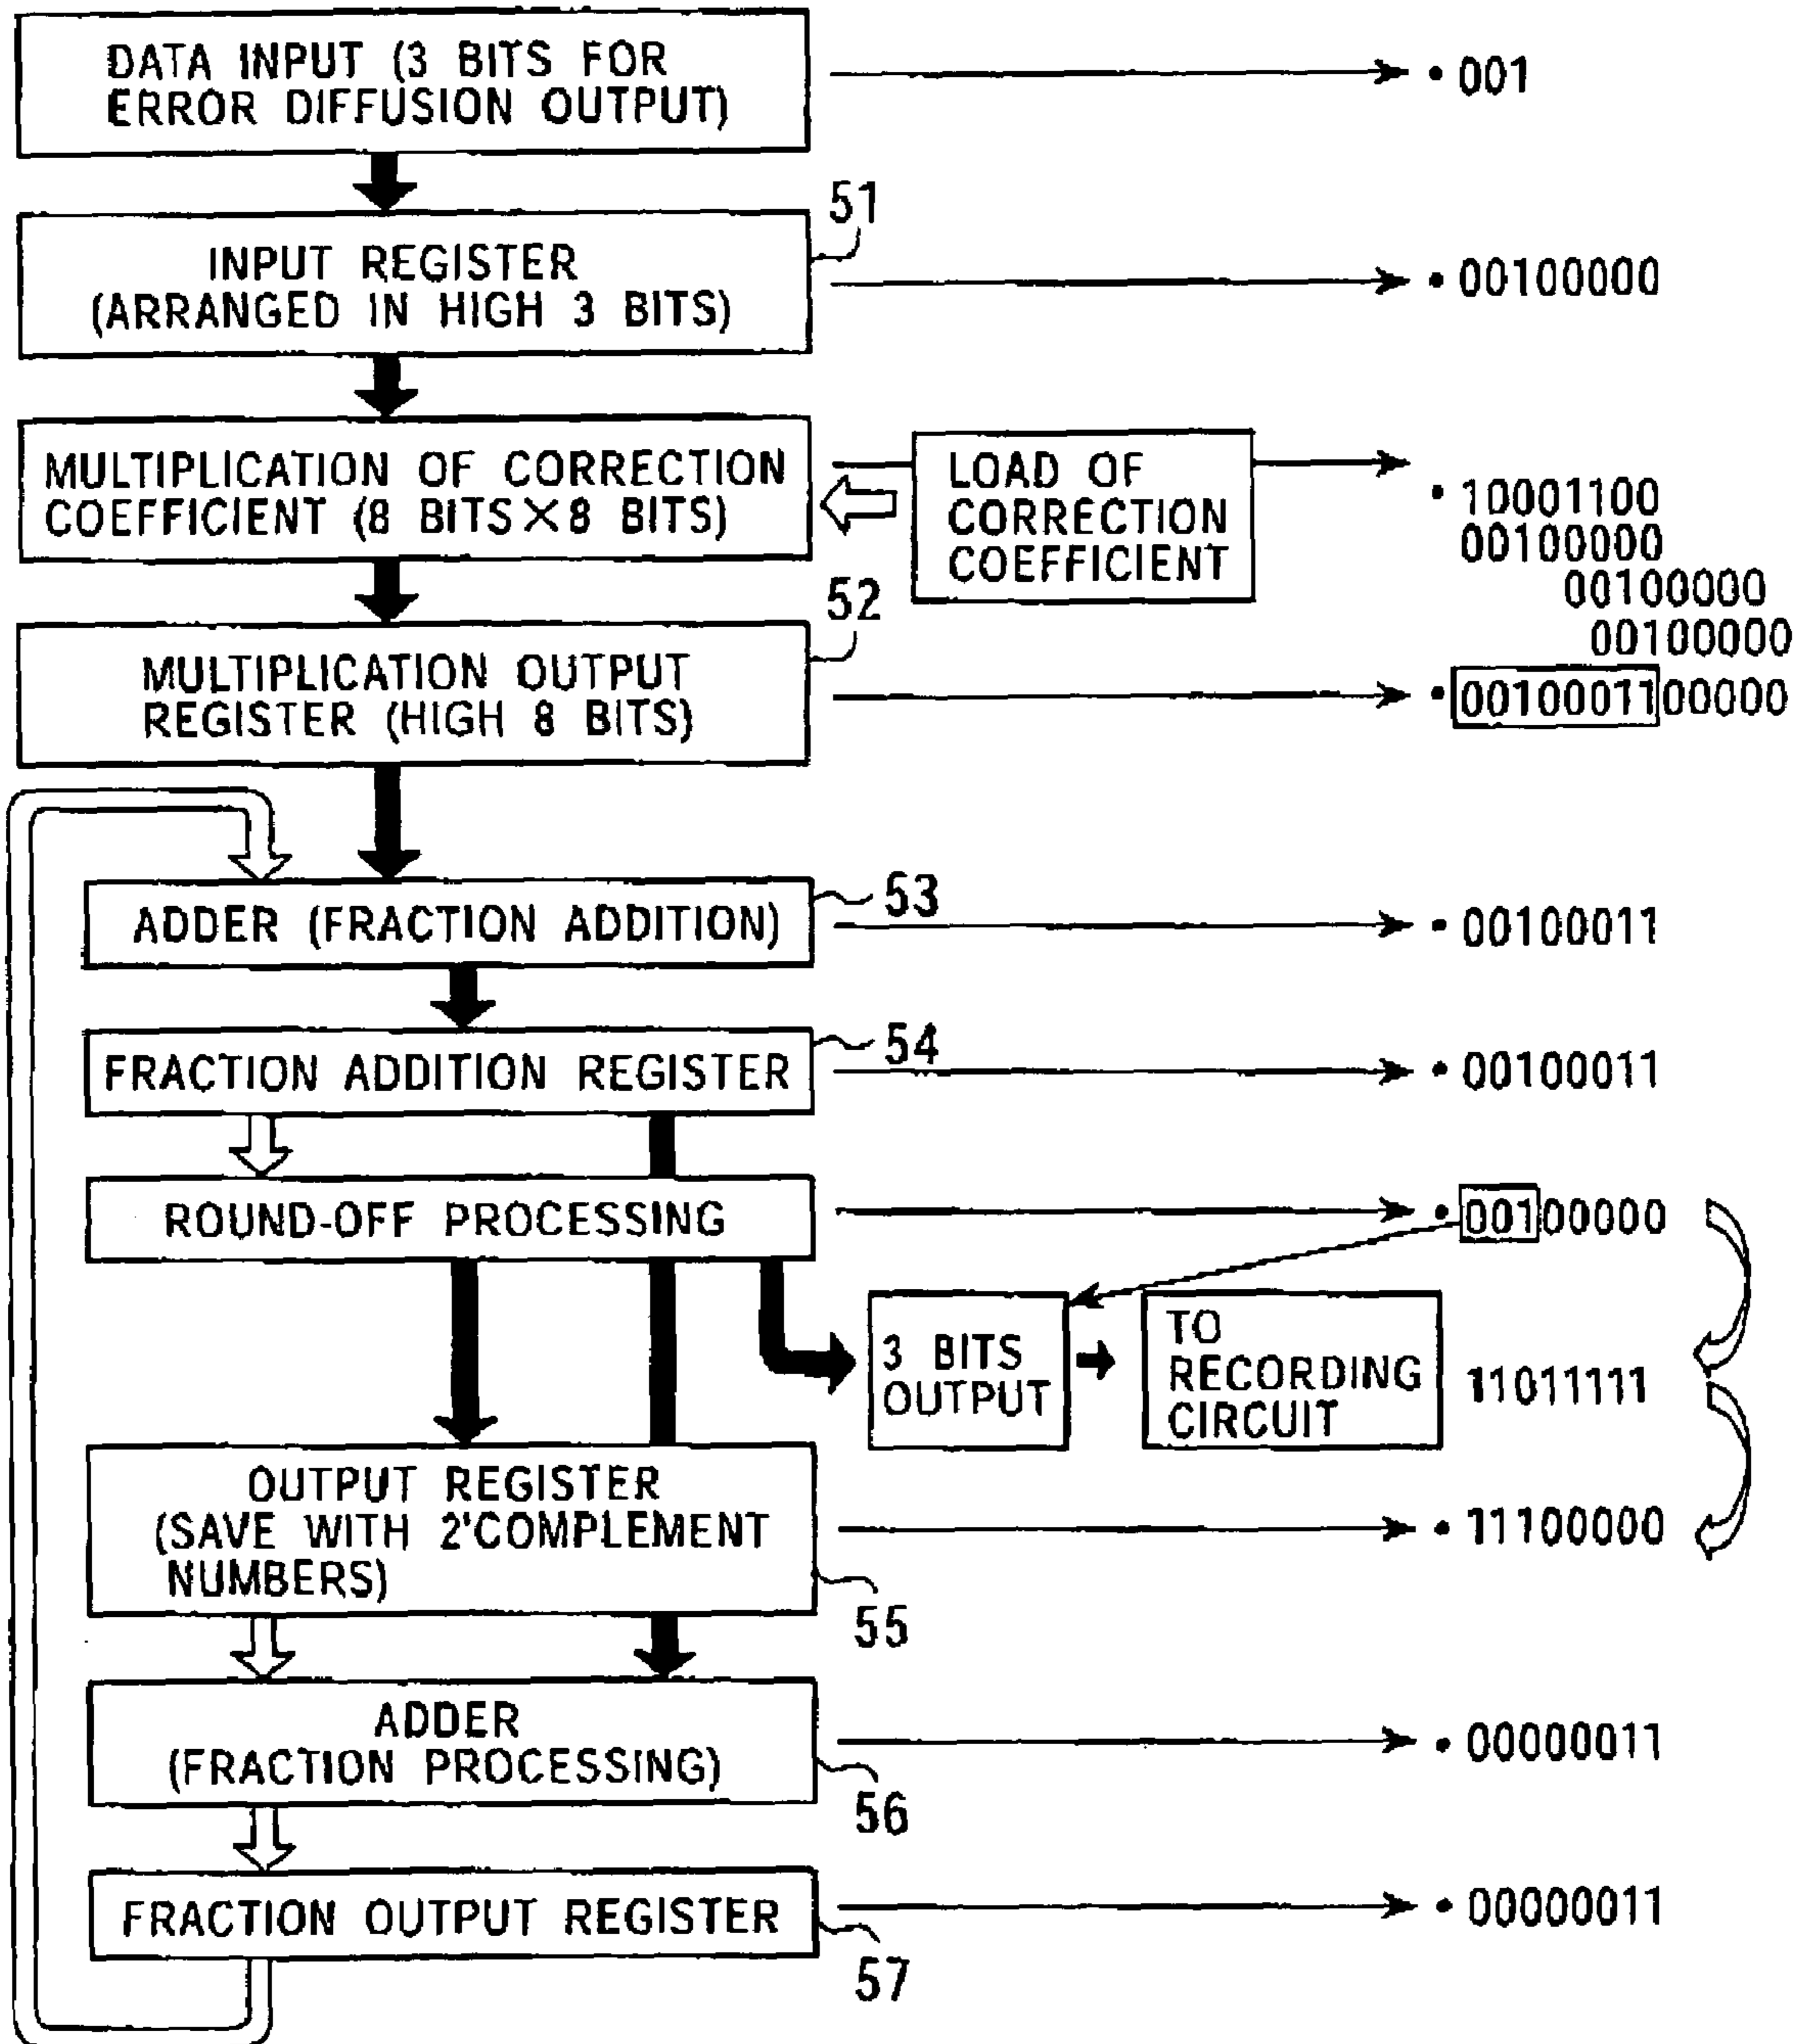 DATA INPUT (3 BITS FOR
ERROR DIFFUSION OUTPUT)
• 001
51
INPUT REGISTER
(ARRANGED IN HIGH 3 BITS)
• 00100000
MULTIPLICATION OF CORRECTION
COEFFICIENT (8 BITS×8 BITS)
LOAD OF
CORRECTION
COEFFICIENT
• 10001100
00100000
00100000
00100000
52
MULTIPLICATION OUTPUT
REGISTER (HIGH 8 BITS)
• 0010001100000
53
ADDER (FRACTION ADDITION)
• 00100011
54
FRACTION ADDITION REGISTER
• 00100011
ROUND-OFF PROCESSING
• 00100000
3 BITS
OUTPUT
TO
RECORDING
CIRCUIT
11011111
OUTPUT REGISTER
(SAVE WITH 2'COMPLEMENT
NUMBERS)
• 11100000
55
ADDER
(FRACTION PROCESSING)
• 00000011
56
FRACTION OUTPUT REGISTER
• 00000011
57